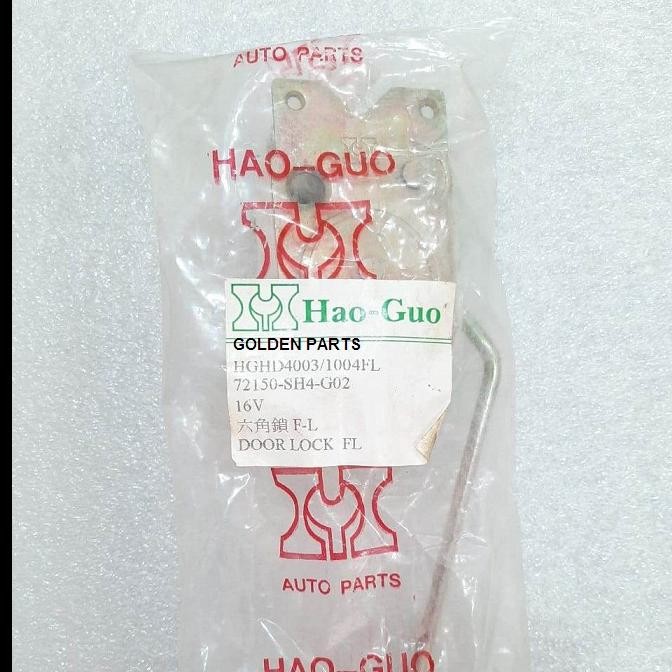 AUTO PARTS
HAO-GUO
Hao-Guo
GOLDEN PARTS
HGHD4003/1004FL
72150-SH4-G02
16V
六角鎖 F-L
DOOR LOCK FL
AUTO PARTS
HAO-GUO